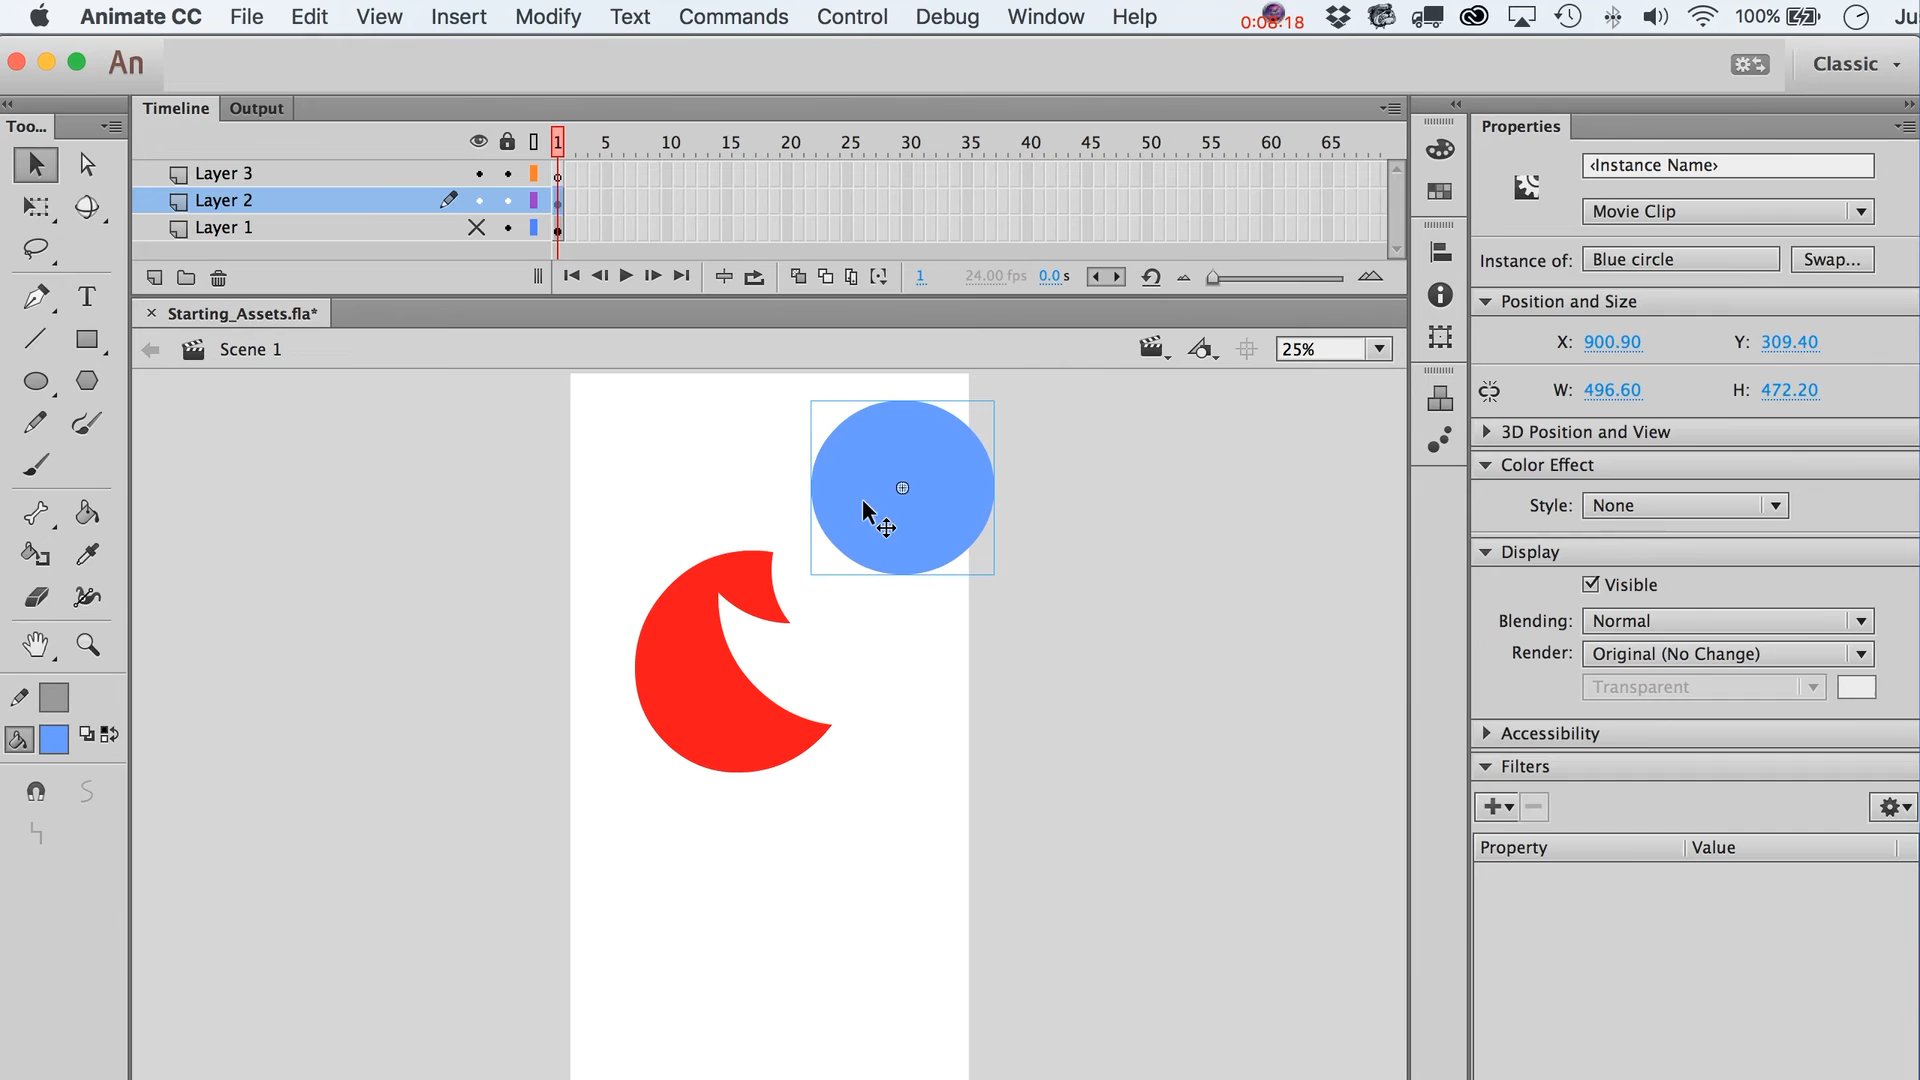 Animate CC File Edit View Insert Modify Text Commands Control Debug Window Help 0:08:18 100% Ju
An Classic
Timeline Output
Too...
Properties
1 5 10 15 20 25 30 35 40 45 50 55 60 65
‹Instance Name›
Layer 3
Layer 2
Movie Clip
Layer 1
Instance of: Blue circle Swap...
1 24.00 fps 0.0 s
Position and Size
Starting_Assets.fla*
X: 900.90 Y: 309.40
Scene 1 25%
W: 496.60 H: 472.20
3D Position and View
Color Effect
Style: None
Display
Visible
Blending: Normal
Render: Original (No Change)
Transparent
Accessibility
Filters
Property Value